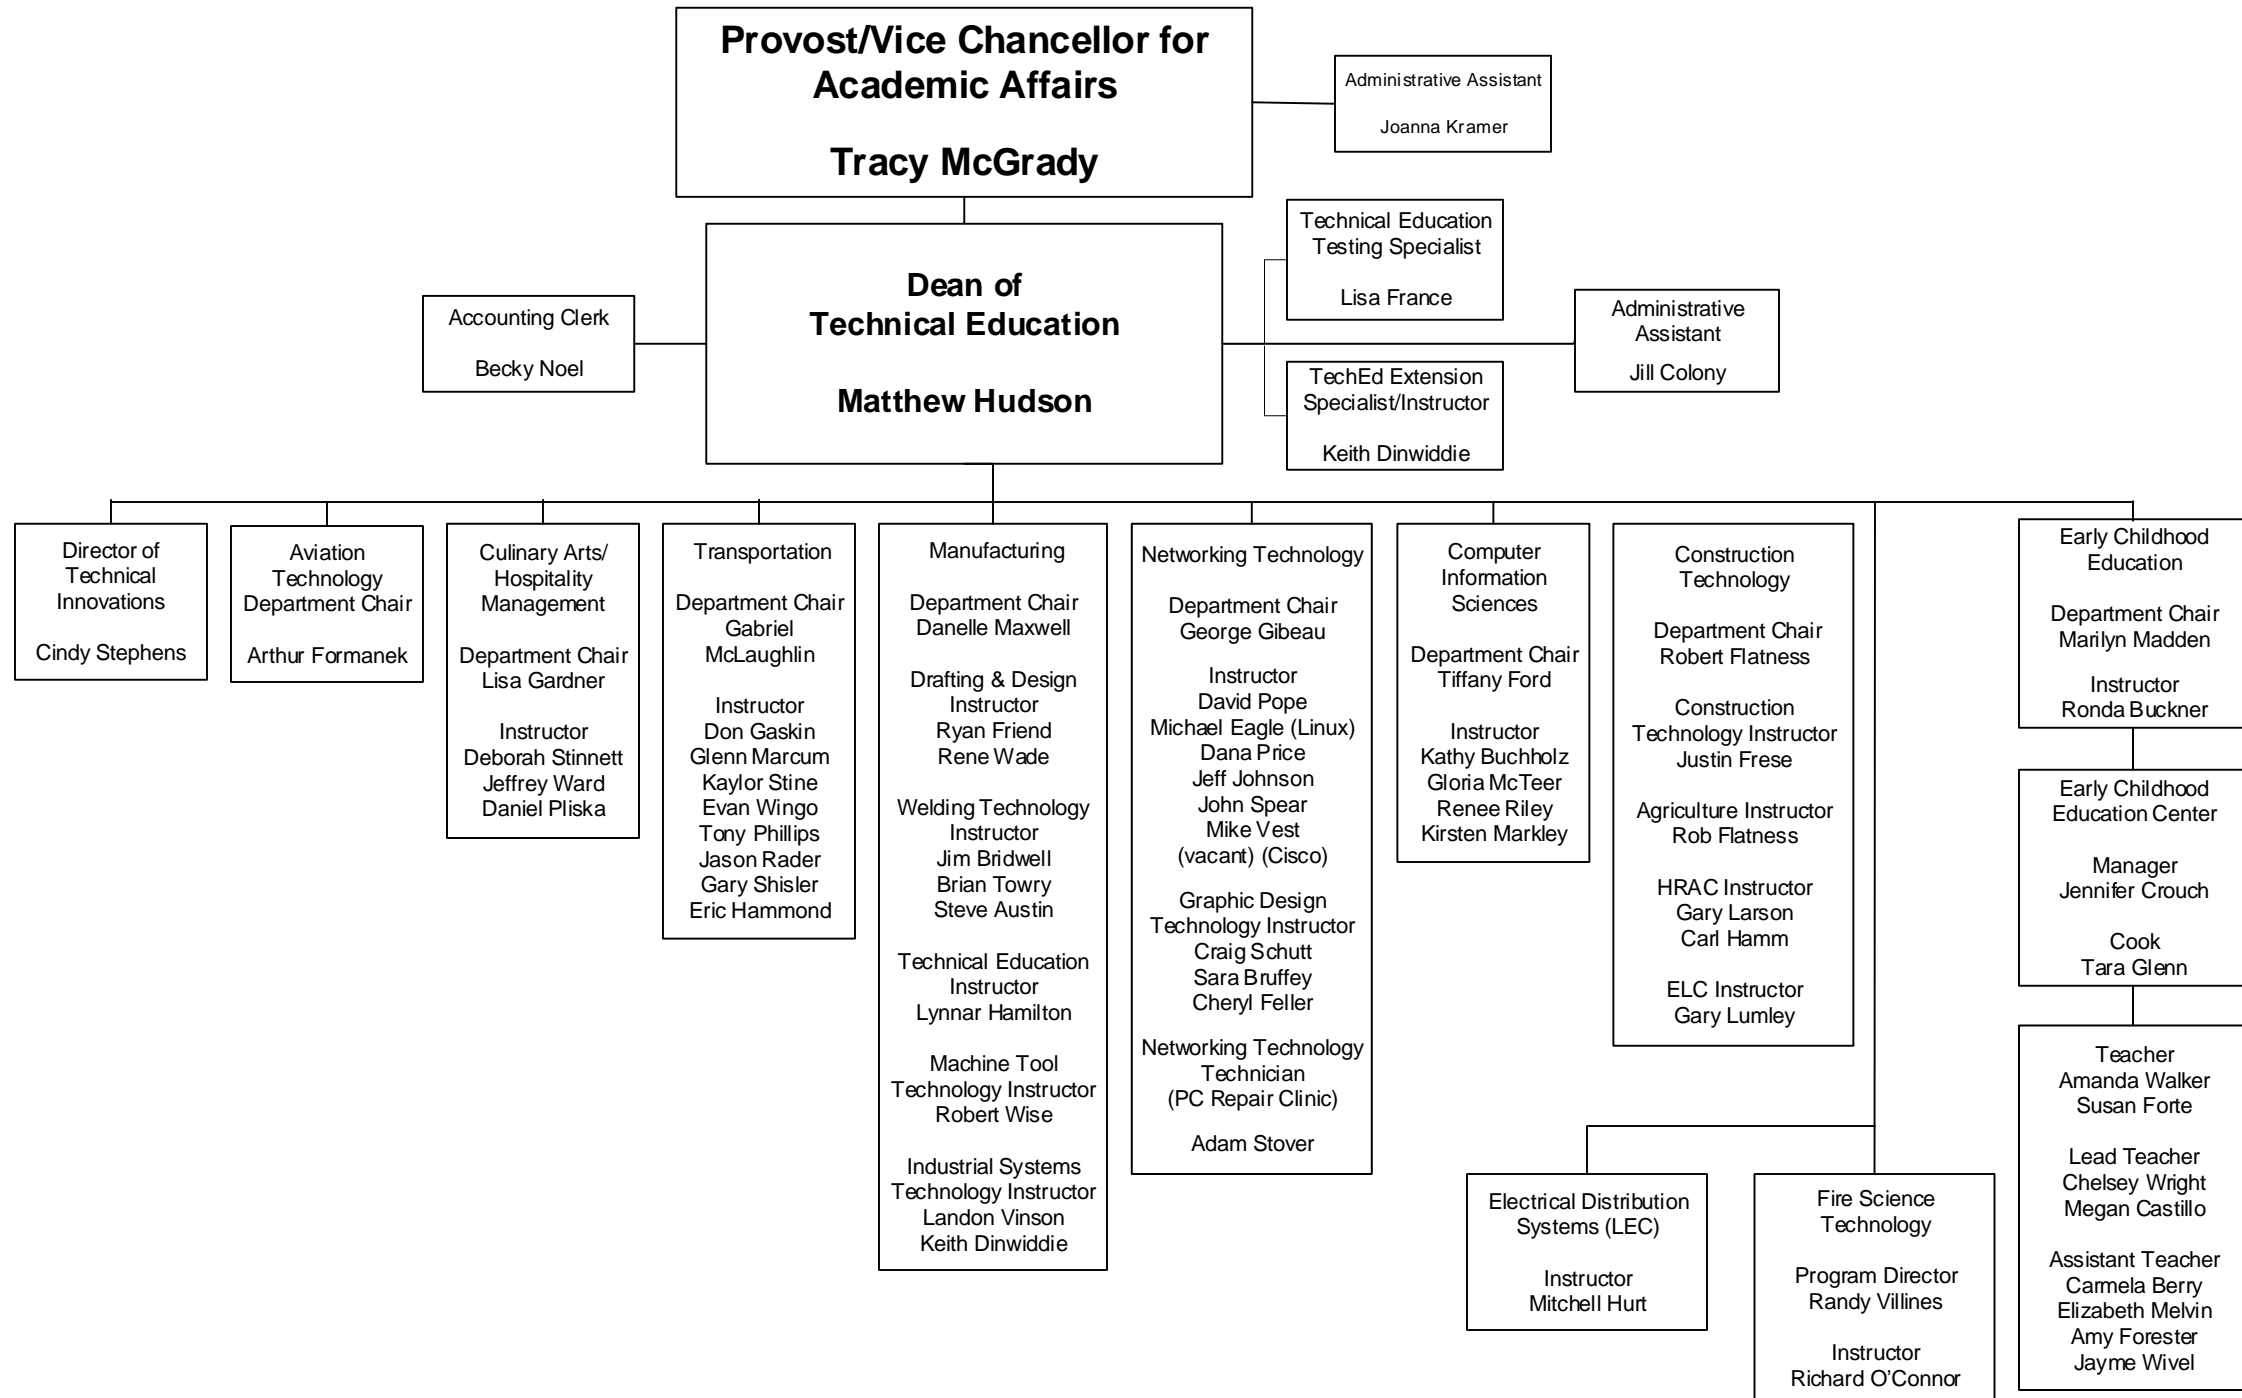 Provost/Vice Chancellor for
Academic Affairs
Tracy McGrady
Administrative Assistant
Joanna Kramer
Dean of
Technical Education
Matthew Hudson
Accounting Clerk
Becky Noel
Technical Education
Testing Specialist
Lisa France
TechEd Extension
Specialist/Instructor
Keith Dinwiddie
Administrative
Assistant
Jill Colony
Director of
Technical
Innovations
Cindy Stephens
Aviation
Technology
Department Chair
Arthur Formanek
Culinary Arts/
Hospitality
Management
Department Chair
Lisa Gardner
Instructor
Deborah Stinnett
Jeffrey Ward
Daniel Pliska
Transportation
Department Chair
Gabriel
McLaughlin
Instructor
Don Gaskin
Glenn Marcum
Kaylor Stine
Evan Wingo
Tony Phillips
Jason Rader
Gary Shisler
Eric Hammond
Manufacturing
Department Chair
Danelle Maxwell
Drafting & Design
Instructor
Ryan Friend
Rene Wade
Welding Technology
Instructor
Jim Bridwell
Brian Towry
Steve Austin
Technical Education
Instructor
Lynnar Hamilton
Machine Tool
Technology Instructor
Robert Wise
Industrial Systems
Technology Instructor
Landon Vinson
Keith Dinwiddie
Networking Technology
Department Chair
George Gibeau
Instructor
David Pope
Michael Eagle (Linux)
Dana Price
Jeff Johnson
John Spear
Mike Vest
(vacant) (Cisco)
Graphic Design
Technology Instructor
Craig Schutt
Sara Bruffey
Cheryl Feller
Networking Technology
Technician
(PC Repair Clinic)
Adam Stover
Computer
Information
Sciences
Department Chair
Tiffany Ford
Instructor
Kathy Buchholz
Gloria McTeer
Renee Riley
Kirsten Markley
Construction
Technology
Department Chair
Robert Flatness
Construction
Technology Instructor
Justin Frese
Agriculture Instructor
Rob Flatness
HRAC Instructor
Gary Larson
Carl Hamm
ELC Instructor
Gary Lumley
Electrical Distribution
Systems (LEC)
Instructor
Mitchell Hurt
Fire Science
Technology
Program Director
Randy Villines
Instructor
Richard O'Connor
Early Childhood
Education
Department Chair
Marilyn Madden
Instructor
Ronda Buckner
Early Childhood
Education Center
Manager
Jennifer Crouch
Cook
Tara Glenn
Teacher
Amanda Walker
Susan Forte
Lead Teacher
Chelsey Wright
Megan Castillo
Assistant Teacher
Carmela Berry
Elizabeth Melvin
Amy Forester
Jayme Wivel